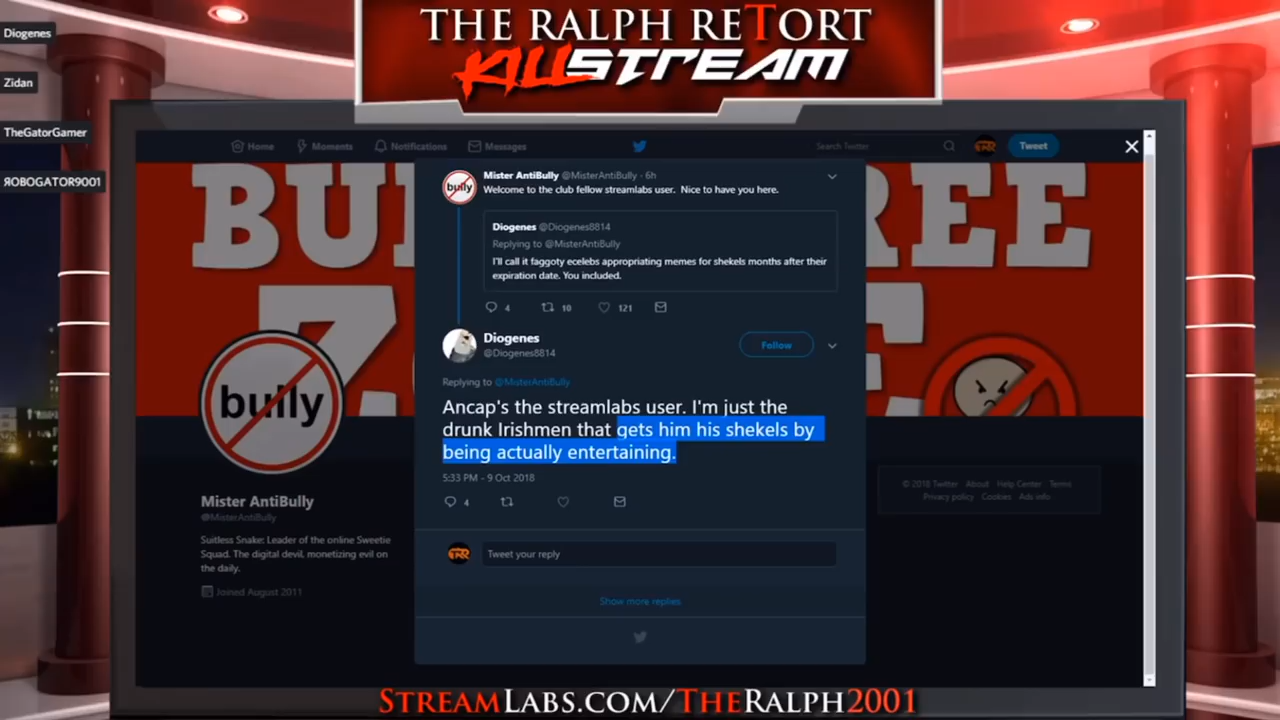 THE RALPH RETORT
KILLSTREAM
Diogenes
Zidan
TheGatorGamer
ЯOBOGATOR9001
Home Moments Notifications Messages Search Twitter TRR Tweet
BU REE
Z
Mister AntiBully @MisterAntiBully · 6h
bully
Welcome to the club fellow streamlabs user. Nice to have you here.
Diogenes @Diogenes8814
Replying to @MisterAntiBully
I'll call it faggoty ecelebs appropriating memes for shekels months after their
expiration date. You included.
4 10 121
Diogenes
@Diogenes8814
Follow
Replying to @MisterAntiBully
Ancap's the streamlabs user. I'm just the
drunk Irishmen that gets him his shekels by
being actually entertaining.
5:33 PM - 9 Oct 2018
4
TRR Tweet your reply
Show more replies
bully
Mister AntiBully
@MisterAntiBully
Suitless Snake: Leader of the online Sweetie
Squad. The digital devil, monetizing evil on
the daily.
Joined August 2011
© 2018 Twitter About Help Center Terms
Privacy policy Cookies Ads info
STREAMLABS.COM/THERALPH2001